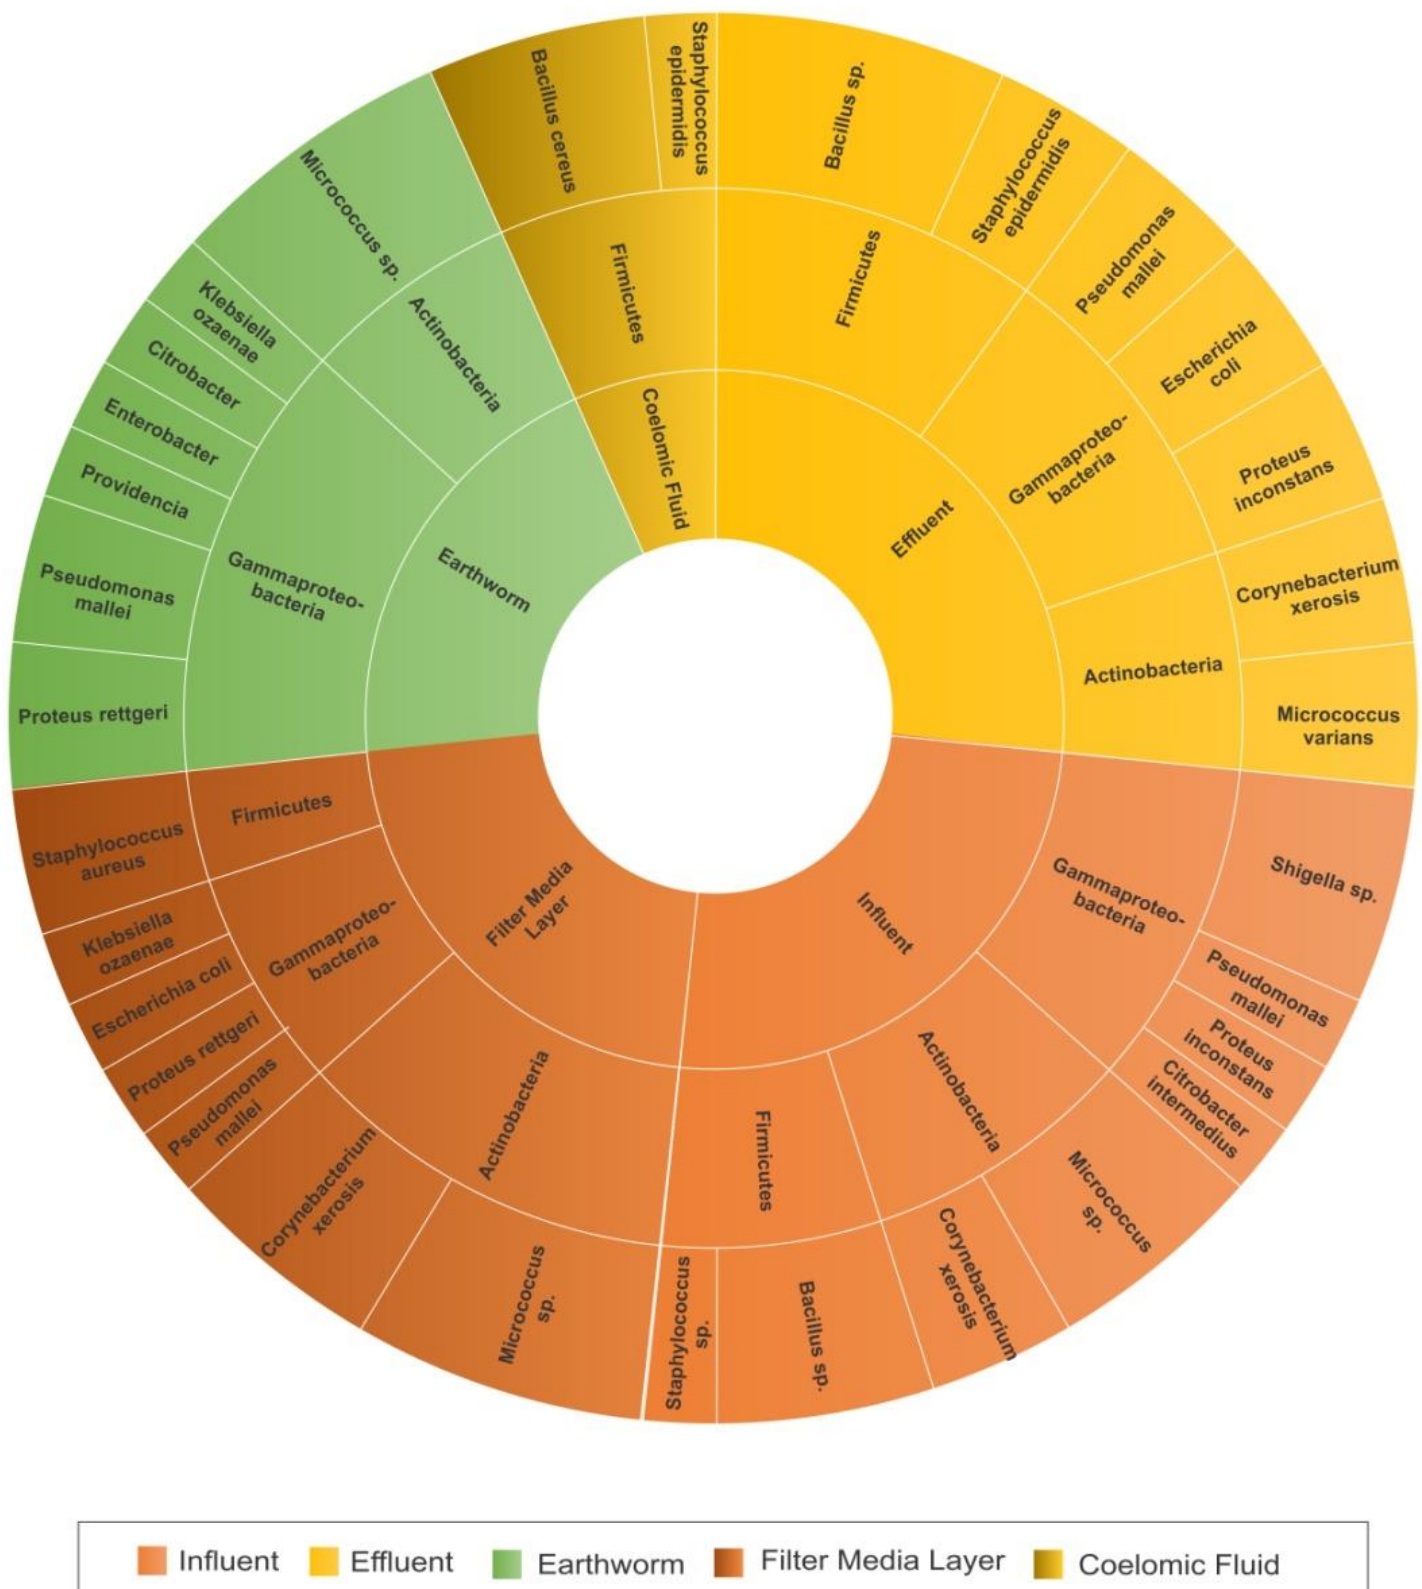 Coelomic Fluid
Firmicutes
Bacillus cereus
Staphylococcus
epidermidis
Effluent
Firmicutes
Bacillus sp.
Staphylococcus
epidermidis
Gammaproteo-
bacteria
Pseudomonas
mallei
Escherichia
coli
Proteus
inconstans
Actinobacteria
Corynebacterium
xerosis
Micrococcus
varians
Influent
Gammaproteo-
bacteria
Shigella sp.
Pseudomonas
mallei
Proteus
inconstans
Citrobacter
intermedius
Actinobacteria
Micrococcus
sp.
Corynebacterium
xerosis
Firmicutes
Bacillus sp.
Staphylococcus
sp.
Filter Media
Layer
Actinobacteria
Micrococcus
sp.
Corynebacterium
xerosis
Gammaproteo-
bacteria
Pseudomonas
mallei
Proteus rettgeri
Escherichia coli
Klebsiella
ozaenae
Firmicutes
Staphylococcus
aureus
Earthworm
Gammaproteo-
bacteria
Proteus rettgeri
Pseudomonas
mallei
Providencia
Enterobacter
Citrobacter
Klebsiella
ozaenae
Actinobacteria
Micrococcus sp.
Influent Effluent Earthworm Filter Media Layer Coelomic Fluid